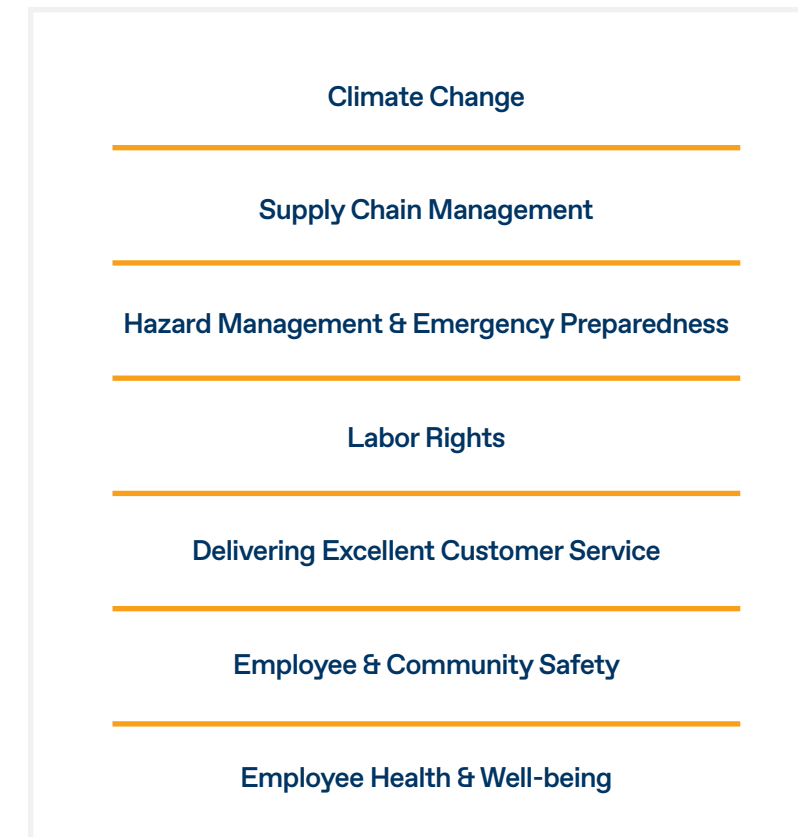 Climate Change
Supply Chain Management
Hazard Management & Emergency Preparedness
Labor Rights
Delivering Excellent Customer Service
Employee & Community Safety
Employee Health & Well-being